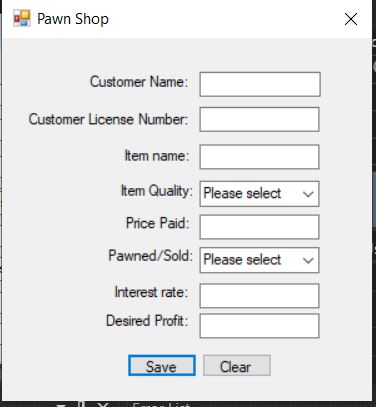 Pawn Shop
Customer Name:
Customer License Number:
Item name:
Item Quality: Please select
Price Paid:
Pawned/Sold: Please select
Interest rate:
Desired Profit:
Save Clear
Error List